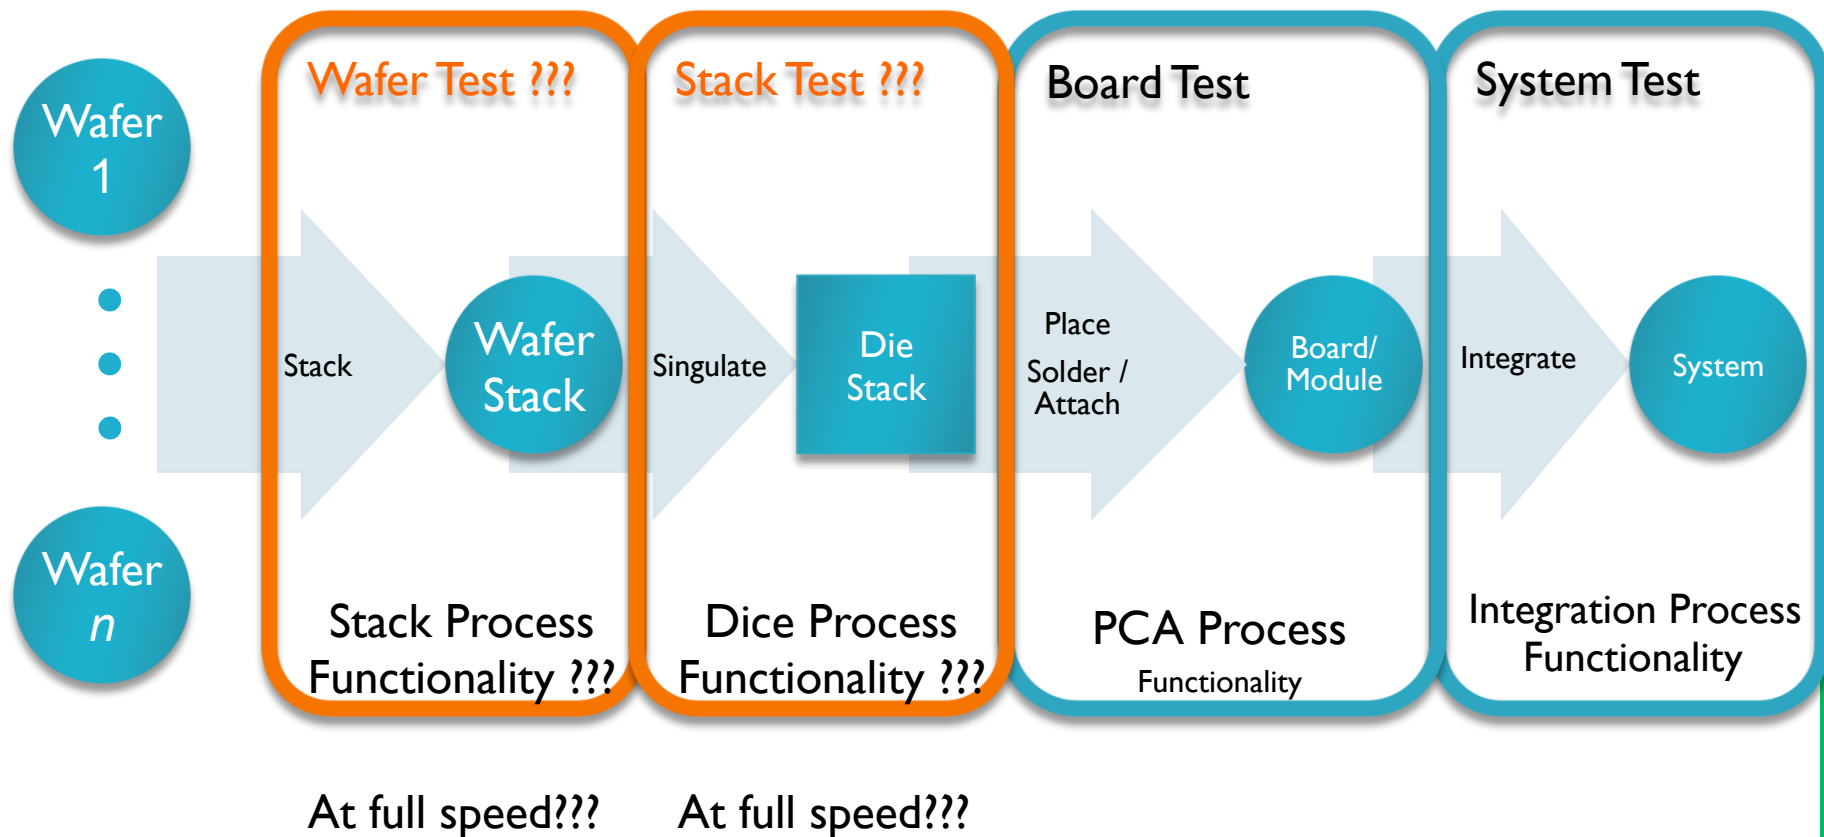 Wafer Test ???
Stack Test ???
Board Test
System Test
Wafer
1
Wafer
n
Stack
Wafer
Stack
Singulate
Die
Stack
Place
Solder /
Attach
Board/
Module
Integrate
System
Stack Process
Functionality ???
Dice Process
Functionality ???
PCA Process
Functionality
Integration Process
Functionality
At full speed???
At full speed???